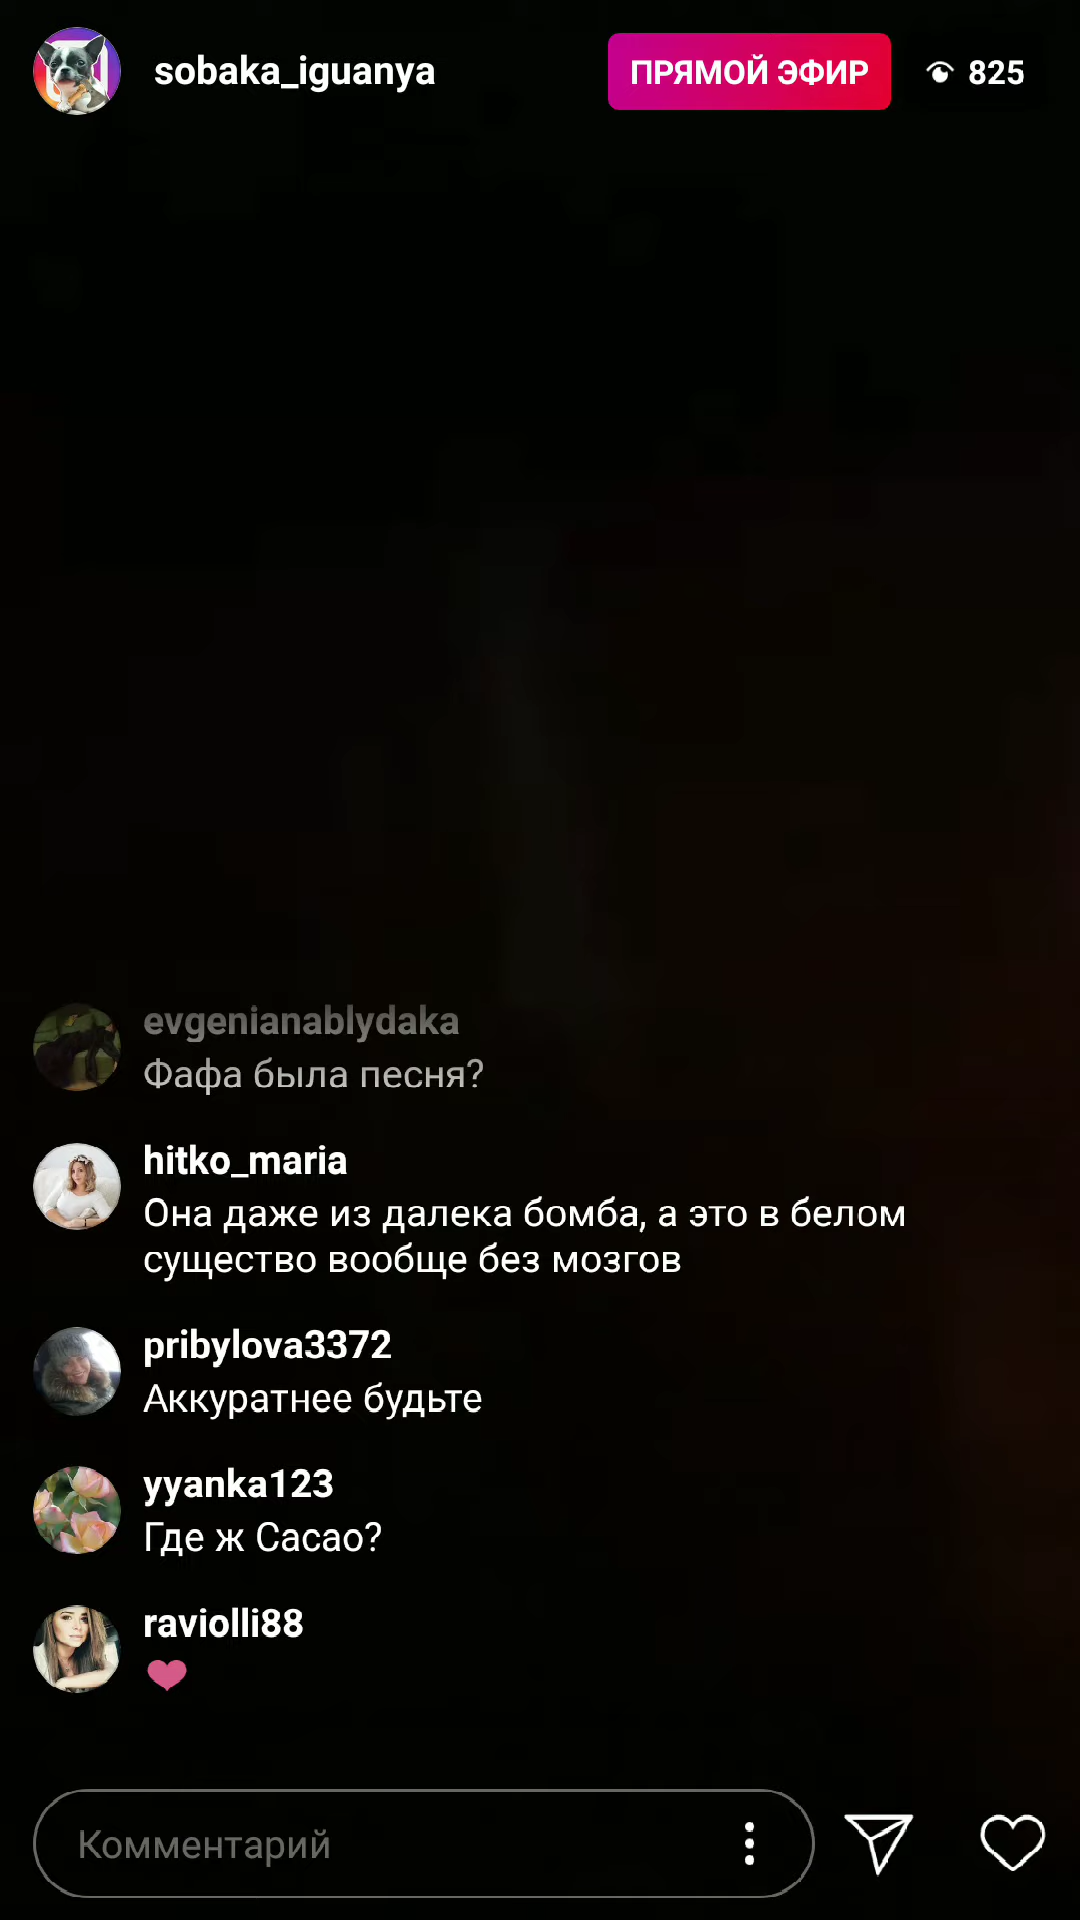 sobaka_iguanya
ПРЯМОЙ ЭФИР
825
evgenianablydaka
Фафа была песня?
hitko_maria
Она даже из далека бомба, а это в белом
существо вообще без мозгов
pribylova3372
Аккуратнее будьте
yyanka123
Где ж Сасао?
raviolli88
Комментарий